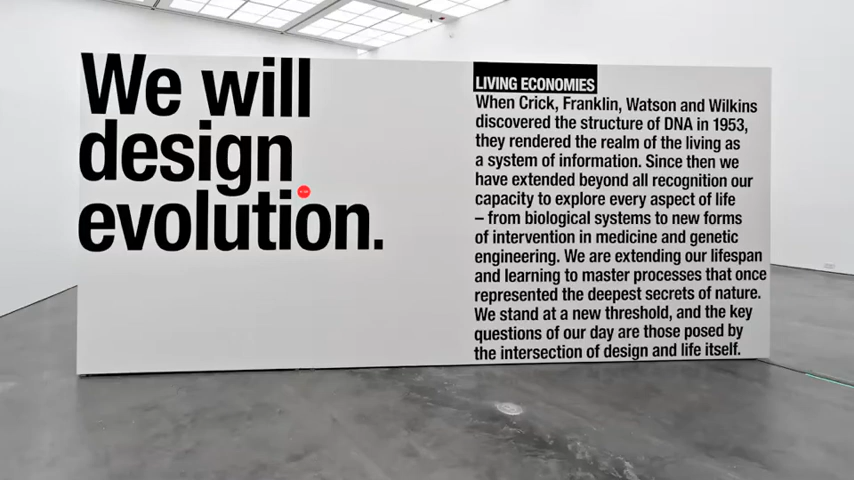 We will
design
evolution.
LIVING ECONOMIES
When Crick, Franklin, Watson and Wilkins
discovered the structure of DNA in 1953,
they rendered the realm of the living as
a system of information. Since then we
have extended beyond all recognition our
capacity to explore every aspect of life
– from biological systems to new forms
of intervention in medicine and genetic
engineering. We are extending our lifespan
and learning to master processes that once
represented the deepest secrets of nature.
We stand at a new threshold, and the key
questions of our day are those posed by
the intersection of design and life itself.